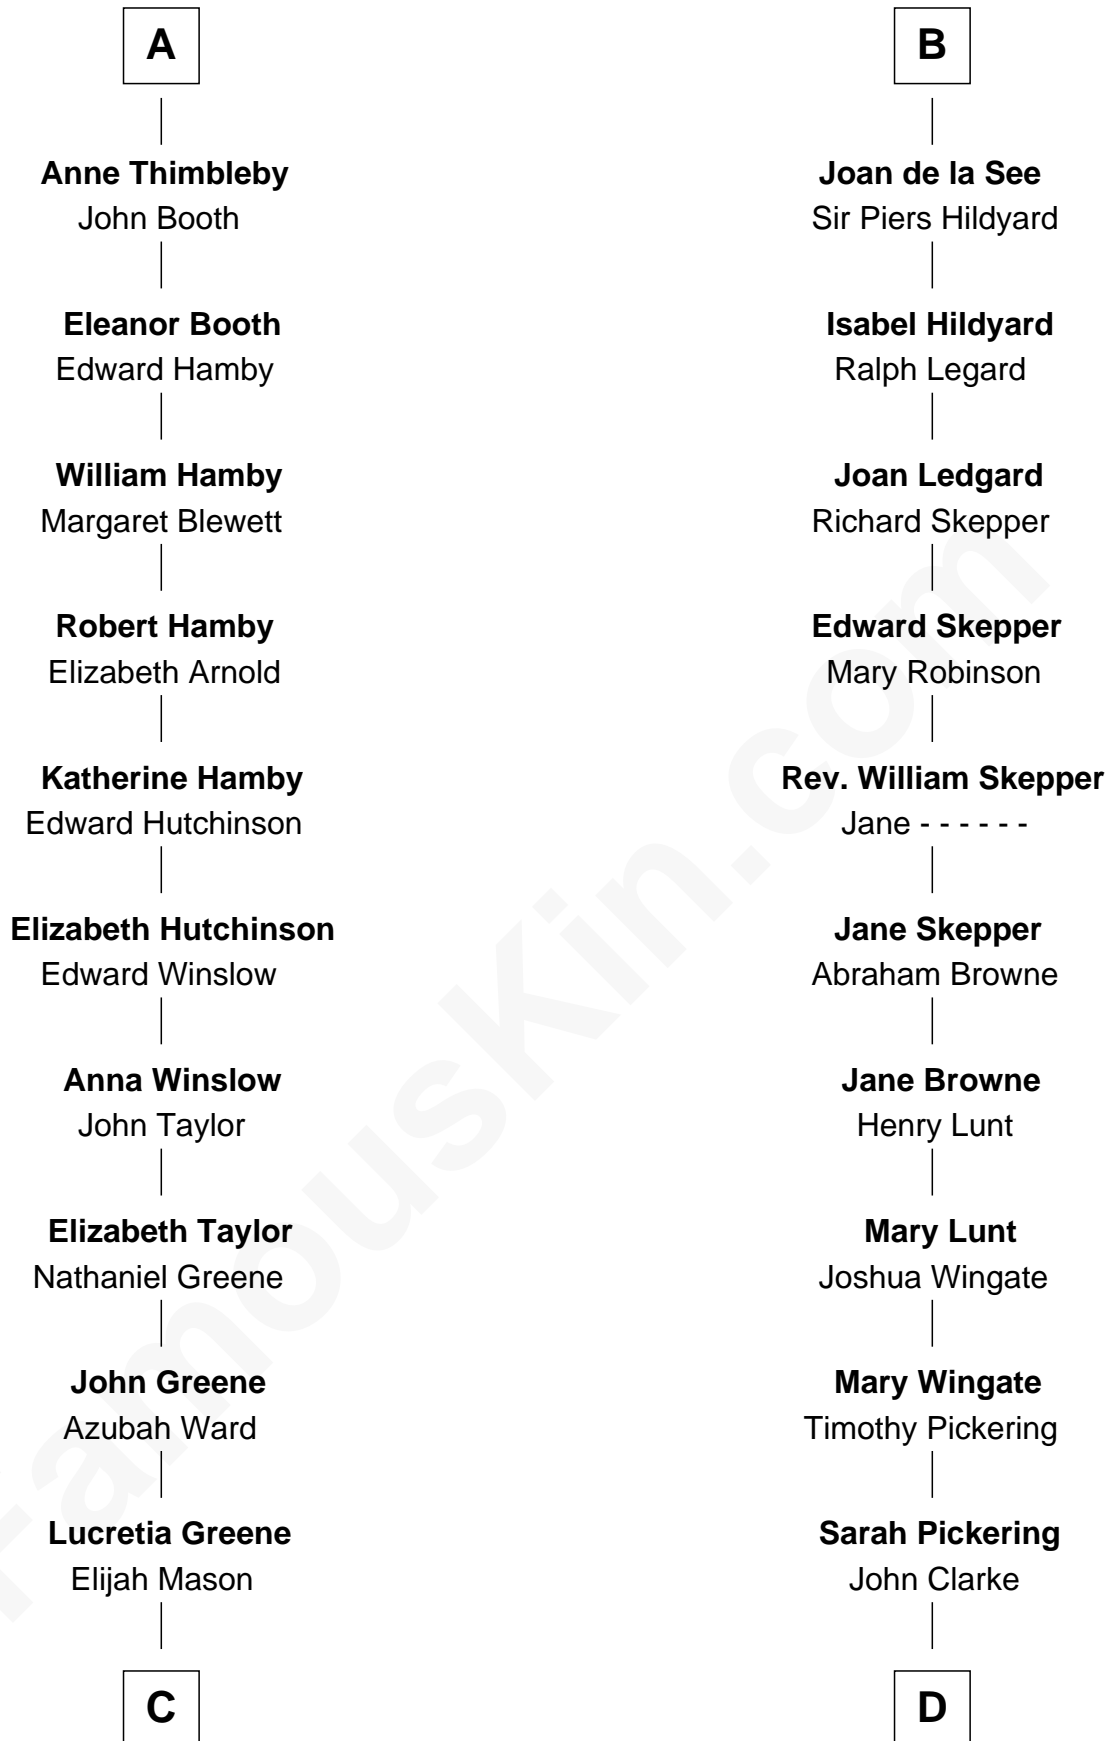 A
Anne Thimbleby
John Booth
Eleanor Booth
Edward Hamby
William Hamby
Margaret Blewett
Robert Hamby
Elizabeth Arnold
Katherine Hamby
Edward Hutchinson
Elizabeth Hutchinson
Edward Winslow
Anna Winslow
John Taylor
Elizabeth Taylor
Nathaniel Greene
John Greene
Azubah Ward
Lucretia Greene
Elijah Mason
C
B
Joan de la See
Sir Piers Hildyard
Isabel Hildyard
Ralph Legard
Joan Ledgard
Richard Skepper
Edward Skepper
Mary Robinson
Rev. William Skepper
Jane - - - - - -
Jane Skepper
Abraham Browne
Jane Browne
Henry Lunt
Mary Lunt
Joshua Wingate
Mary Wingate
Timothy Pickering
Sarah Pickering
John Clarke
D
FamousKin.com